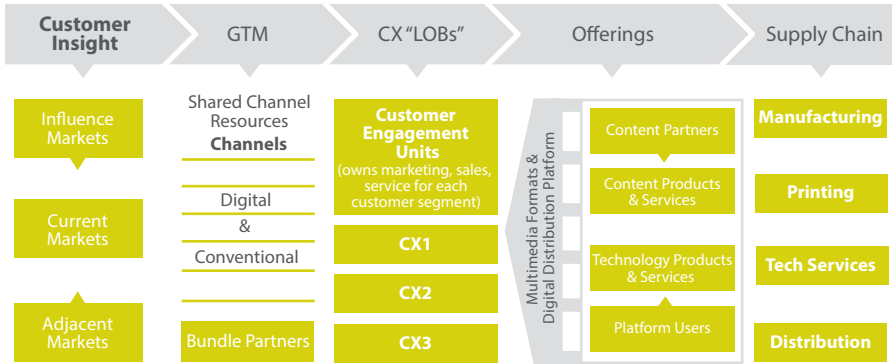 Customer
Insight
GTM
CX “LOBs”
Offerings
Supply Chain
Influence
Markets
Current
Markets
Adjacent
Markets
Shared Channel
Resources
Channels
Digital
&
Conventional
Bundle Partners
Customer
Engagement
Units
(owns marketing, sales,
service for each
customer segment)
CX1
CX2
CX3
Multimedia Formats &
Digital Distribution Platform
Content Partners
Content Products
& Services
Technology Products
& Services
Platform Users
Manufacturing
Printing
Tech Services
Distribution